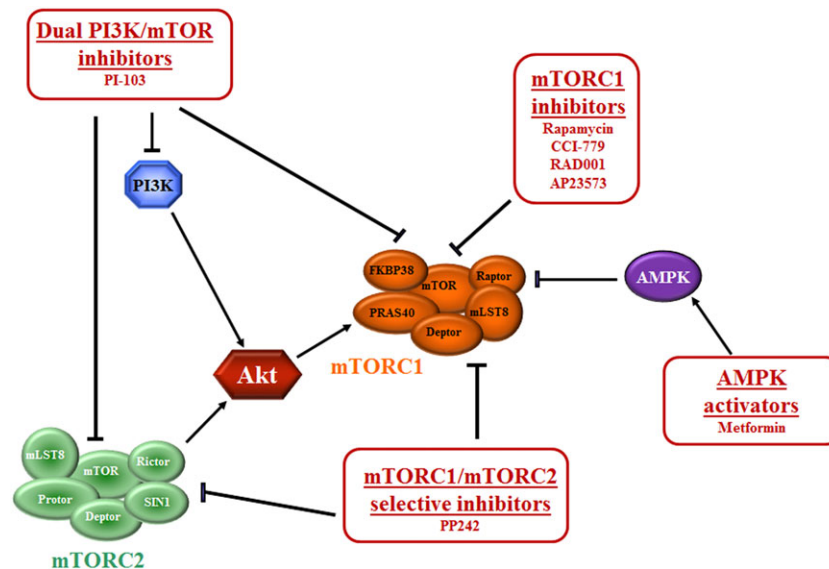 Dual PI3K/mTOR
inhibitors
PI-103
mTORC1
inhibitors
Rapamycin
CCI-779
RAD001
AP23573
PI3K
FKBP38
mTOR
Raptor
PRAS40
mLST8
Deptor
mTORC1
AMPK
Akt
AMPK
activators
Metformin
mLST8
mTOR
Rictor
Protor
SIN1
Deptor
mTORC2
mTORC1/mTORC2
selective inhibitors
PP242